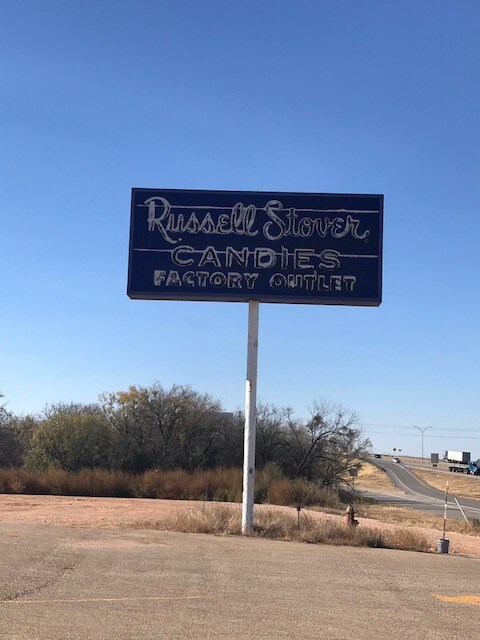 Russell Stover
CANDIES
FACTORY OUTLET